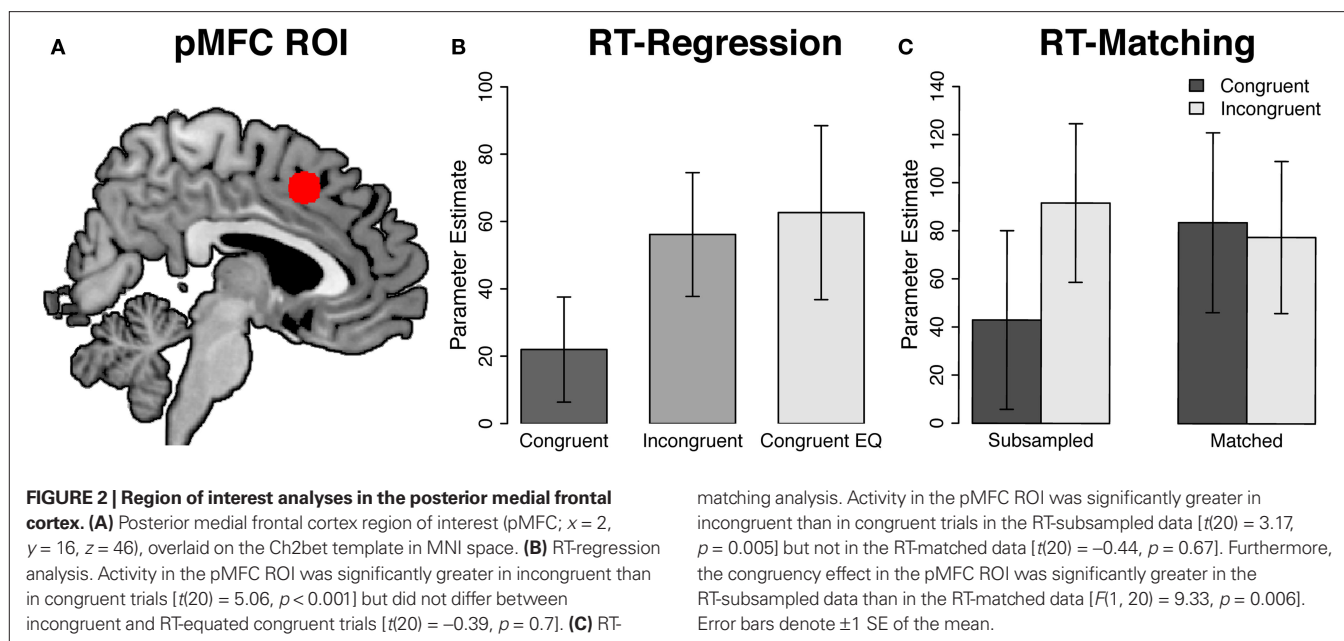 A
pMFC ROI
B
RT-Regression
Parameter Estimate
100
80
60
40
20
0
Congruent
Incongruent
Congruent EQ
C
RT-Matching
Parameter Estimate
140
120
100
80
60
40
20
0
Congruent
Incongruent
Subsampled
Matched
FIGURE 2 | Region of interest analyses in the posterior medial frontal
cortex. (A) Posterior medial frontal cortex region of interest (pMFC; x = 2,
y = 16, z = 46), overlaid on the Ch2bet template in MNI space. (B) RT-regression
analysis. Activity in the pMFC ROI was significantly greater in incongruent than
in congruent trials [t(20) = 5.06, p < 0.001] but did not differ between
incongruent and RT-equated congruent trials [t(20) = −0.39, p = 0.7]. (C) RT-
matching analysis. Activity in the pMFC ROI was significantly greater in
incongruent than in congruent trials in the RT-subsampled data [t(20) = 3.17,
p = 0.005] but not in the RT-matched data [t(20) = −0.44, p = 0.67]. Furthermore,
the congruency effect in the pMFC ROI was significantly greater in the
RT-subsampled data than in the RT-matched data [F(1, 20) = 9.33, p = 0.006].
Error bars denote ±1 SE of the mean.